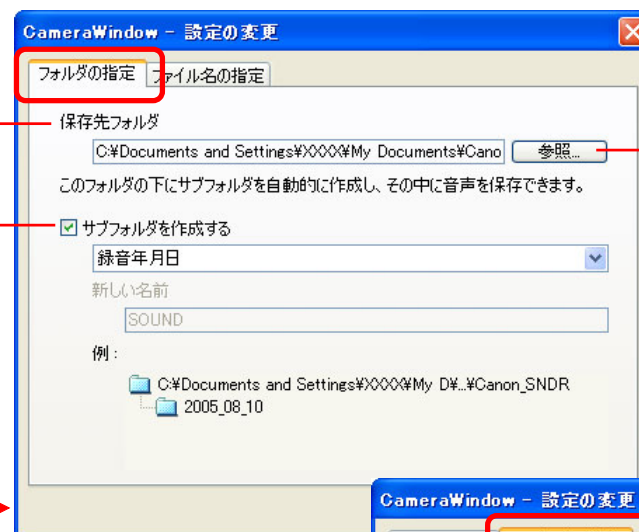 CameraWindow - 設定の変更
フォルダの指定 ファイル名の指定
保存先フォルダ
C:¥Documents and Settings¥XXXX¥My Documents¥Cano 参照...
このフォルダの下にサブフォルダを自動的に作成し、その中に音声を保存できます。
サブフォルダを作成する
録音年月日
新しい名前
SOUND
例 :
C:¥Documents and Settings¥XXXX¥My D¥...¥Canon_SNDR
2005_08_10
CameraWindow - 設定の変更